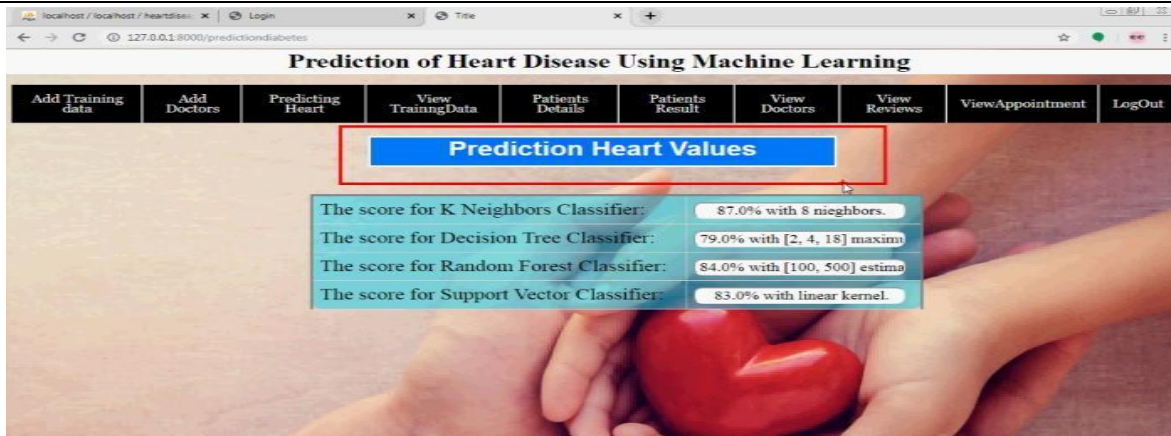 localhost / localhost / heartdisea
Login
Title
127.0.0.1:8000/predictiondiabetes
Prediction of Heart Disease Using Machine Learning
Add Training data
Add Doctors
Predicting Heart
View TrainngData
Patients Details
Patients Result
View Doctors
View Reviews
ViewAppointment
LogOut
Prediction Heart Values
The score for K Neighbors Classifier: 87.0% with 8 nieghbors.
The score for Decision Tree Classifier: 79.0% with [2, 4, 18] maximu
The score for Random Forest Classifier: 84.0% with [100, 500] estima
The score for Support Vector Classifier: 83.0% with linear kernel.